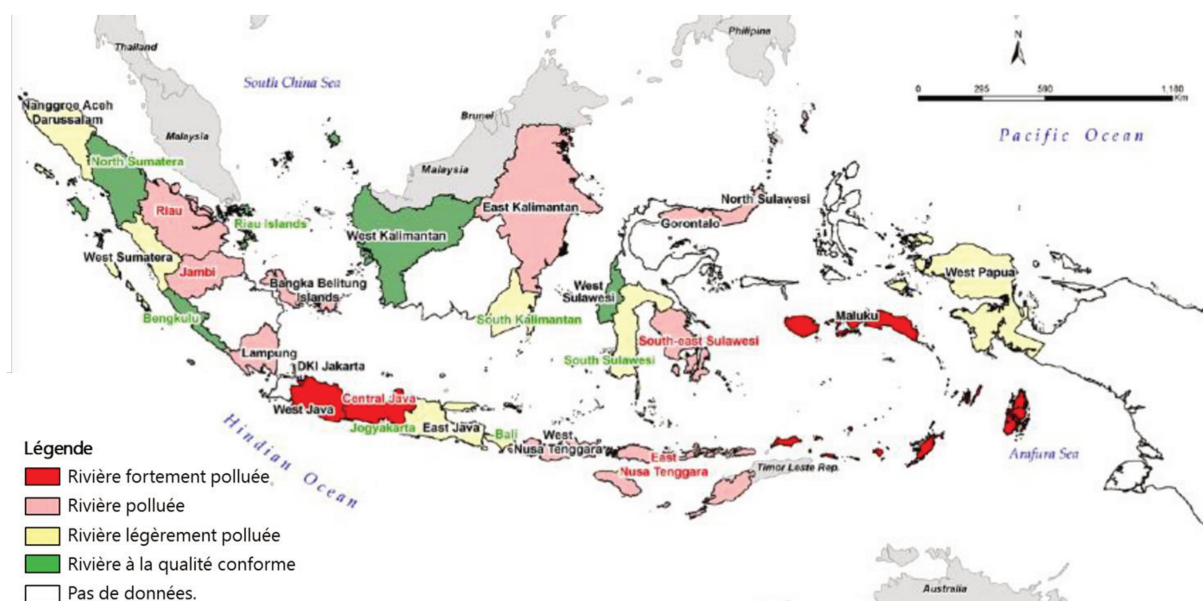 Thailand
Philipina
N
South China Sea
Nanggroe Aceh
Darussalam
0 295 590 1,180
Km
Brunei
Malaysia
Pacific Ocean
North Sumatera
Malaysia
North Sulawesi
East Kalimantan
Riau
Gorontalo
Riau Islands
West Kalimantan
West Sumatera
Jambi
West Papua
Bangka Belitung
Islands
West
Sulawesi
Bengkulu
South Kalimantan
Maluku
South-east Sulawesi
Lampung
South Sulawesi
DKI Jakarta
Central Java
West Java
Jogyakarta
East Java
Bali
West
Nusa Tenggara
Hindian Ocean
East
Nusa Tenggara
Timor Leste Rep.
Arafura Sea
Légende
Rivière fortement polluée
Rivière polluée
Rivière légèrement polluée
Rivière à la qualité conforme
Pas de données.
Australia